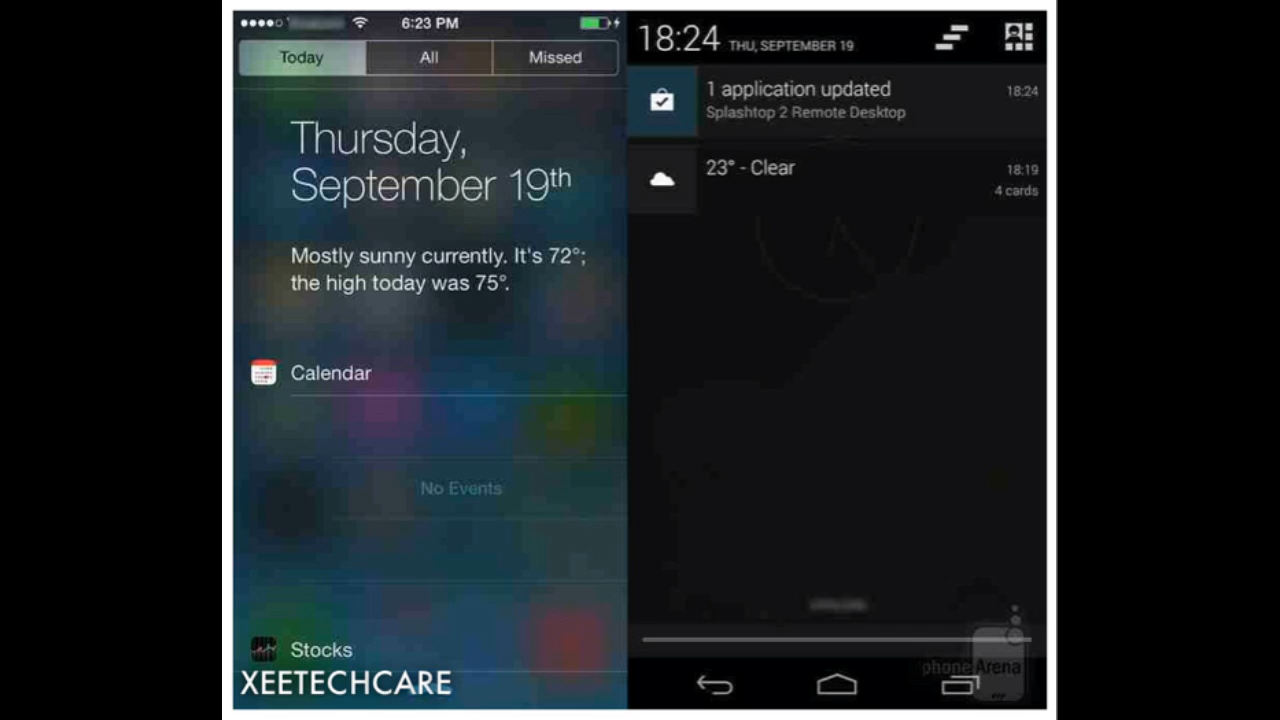 6:23 PM
Today
All
Missed
Thursday,
September 19th
Mostly sunny currently. It's 72°;
the high today was 75°.
Calendar
No Events
Stocks
XEETECHCARE
18:24 THU, SEPTEMBER 19
1 application updated 18:24
Splashtop 2 Remote Desktop
23° - Clear 18:19
4 cards
phoneArena